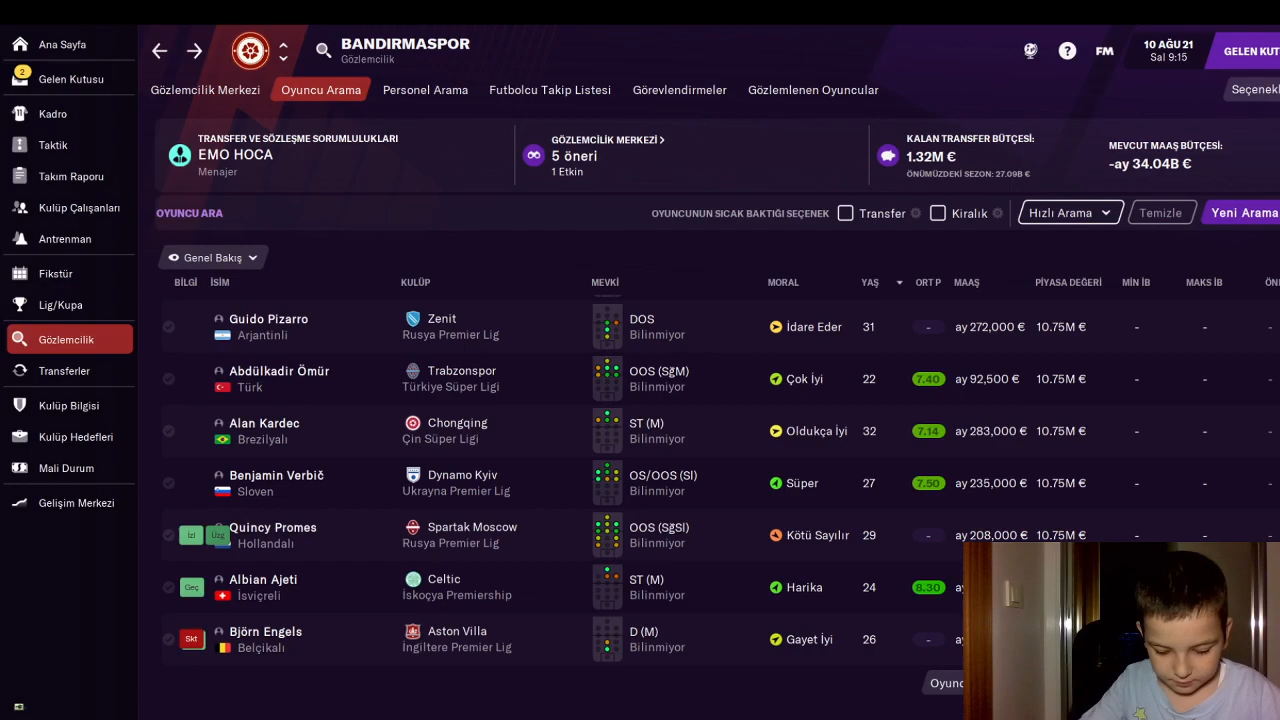 Ana Sayfa
2
Gelen Kutusu
11
Kadro
Taktik
Takım Raporu
Kulüp Çalışanları
Antrenman
Fikstür
Lig/Kupa
Gözlemcilik
Transferler
Kulüp Bilgisi
Kulüp Hedefleri
Mali Durum
Gelişim Merkezi
BANDIRMASPOR
Gözlemcilik
?
FM
10 AĞU 21
Sal 9:15
GELEN KUT
Gözlemcilik Merkezi Oyuncu Arama Personel Arama Futbolcu Takip Listesi Görevlendirmeler Gözlemlenen Oyuncular Seçenekl
TRANSFER VE SÖZLEŞME SORUMLULUKLARI
EMO HOCA
Menajer
GÖZLEMCİLİK MERKEZİ >
5 öneri
1 Etkin
KALAN TRANSFER BÜTÇESİ:
1.32M €
ÖNÜMÜZDEKİ SEZON: 27.09B €
MEVCUT MAAŞ BÜTÇESİ:
-ay 34.04B €
OYUNCU ARA OYUNCUNUN SICAK BAKTIĞI SEÇENEK Transfer Kiralık Hızlı Arama Temizle Yeni Arama
Genel Bakış
BİLGİ İSİM KULÜP MEVKİ MORAL YAŞ ORT P MAAŞ PİYASA DEĞERİ MİN İB MAKS İB ÖN
Guido Pizarro Zenit DOS İdare Eder 31 - ay 272,000 € 10.75M € - - -
Arjantinli Rusya Premier Lig Bilinmiyor
Abdülkadir Ömür Trabzonspor OOS (SğM) Çok İyi 22 7.40 ay 92,500 € 10.75M € - - -
Türk Türkiye Süper Ligi Bilinmiyor
Alan Kardec Chongqing ST (M) Oldukça İyi 32 7.14 ay 283,000 € 10.75M € - - -
Brezilyalı Çin Süper Ligi Bilinmiyor
Benjamin Verbič Dynamo Kyiv OS/OOS (Sl) Süper 27 7.50 ay 235,000 € 10.75M € - - -
Sloven Ukrayna Premier Lig Bilinmiyor
İzl Uzg Quincy Promes Spartak Moscow OOS (SğSl) Kötü Sayılır 29 - ay 208,000 € 10.75M € - - -
Hollandalı Rusya Premier Lig Bilinmiyor
Geç Albian Ajeti Celtic ST (M) Harika 24 8.30 ay
İsviçreli İskoçya Premiership Bilinmiyor
Skt Björn Engels Aston Villa D (M) Gayet İyi 26 - ay
Belçikalı İngiltere Premier Lig Bilinmiyor
Oyunc